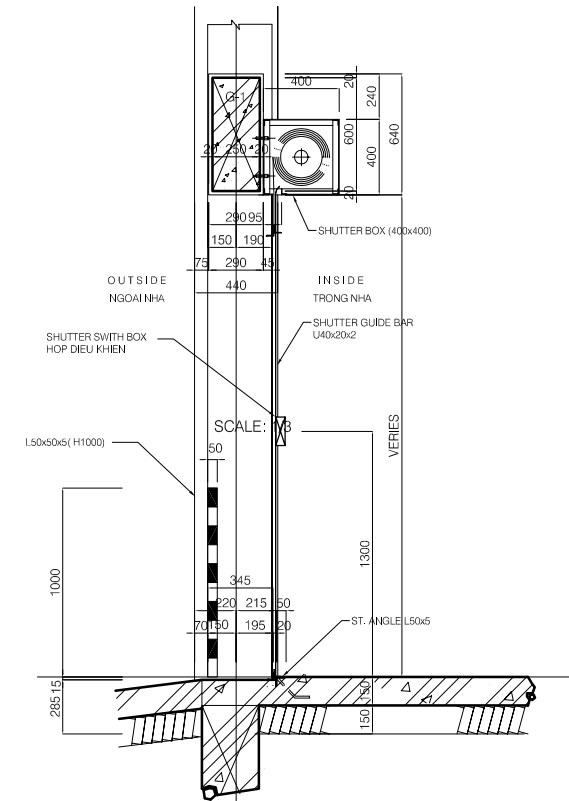 400
20
240
G-1
600
640
20 250 20
400
20
29095
SHUTTER BOX (400x400)
150 190
75 290 45
OUTSIDE
INSIDE
440
NGOAI NHA
TRONG NHA
SHUTTER GUIDE BAR
U40x20x2
SHUTTER SWITH BOX
HOP DIEU KHIEN
SCALE: 1/3
VERIES
L50x50x5( H1000)
50
1000
1300
345
220 215 50
ST. ANGLE L50x5
70 150 195 20
15
285
150
150